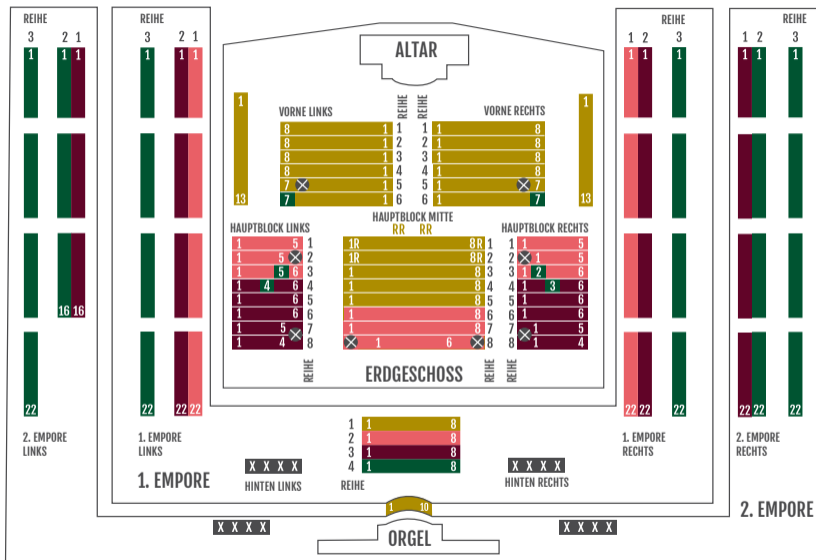 REIHE
3 2 1
1 1 1
16 16
22
2. EMPORE
LINKS
REIHE
3 2 1
1 1 1
22 22 22
1. EMPORE
LINKS
ALTAR
REIHE REIHE
VORNE LINKS
VORNE RECHTS
1
13
8 1 1 1 1 8
8 1 2 2 1 8
8 1 3 3 1 8
8 1 4 4 1 8
7 X 1 5 5 1 X 7
7 1 6 6 1 7
1
13
HAUPTBLOCK LINKS
HAUPTBLOCK MITTE
RR RR
HAUPTBLOCK RECHTS
1 5 1 1R 8R 1 1 1 5
1 5 X 2 1R 8R 2 2 X 1 5
1 5 6 3 1 8 3 3 1 2 6
1 4 6 4 1 8 4 4 1 3 6
1 6 5 1 8 5 5 1 6
1 6 6 1 8 6 6 1 6
1 5 X 7 1 8 7 7 X 1 5
1 4 8 X 1 6 X 8 8 1 4
REIHE
REIHE REIHE
ERDGESCHOSS
REIHE
1 2 3
1 1 1
22 22 22
1. EMPORE
RECHTS
REIHE
1 2 3
1 1 1
22 22 22
2. EMPORE
RECHTS
1 1 8
2 1 8
3 1 8
4 1 8
REIHE
1. EMPORE
X X X X
HINTEN LINKS
X X X X
HINTEN RECHTS
1 10
ORGEL
X X X X
X X X X
2. EMPORE